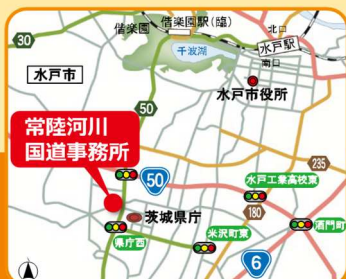 偕楽園
偕楽園駅(臨)
北口
水戸駅
南口
30
千波湖
水戸市
水戸市役所
50
常陸河川
国道事務所
50
水戸工業高校東
235
茨城県庁
180
酒門町
県庁西
米沢町東
6